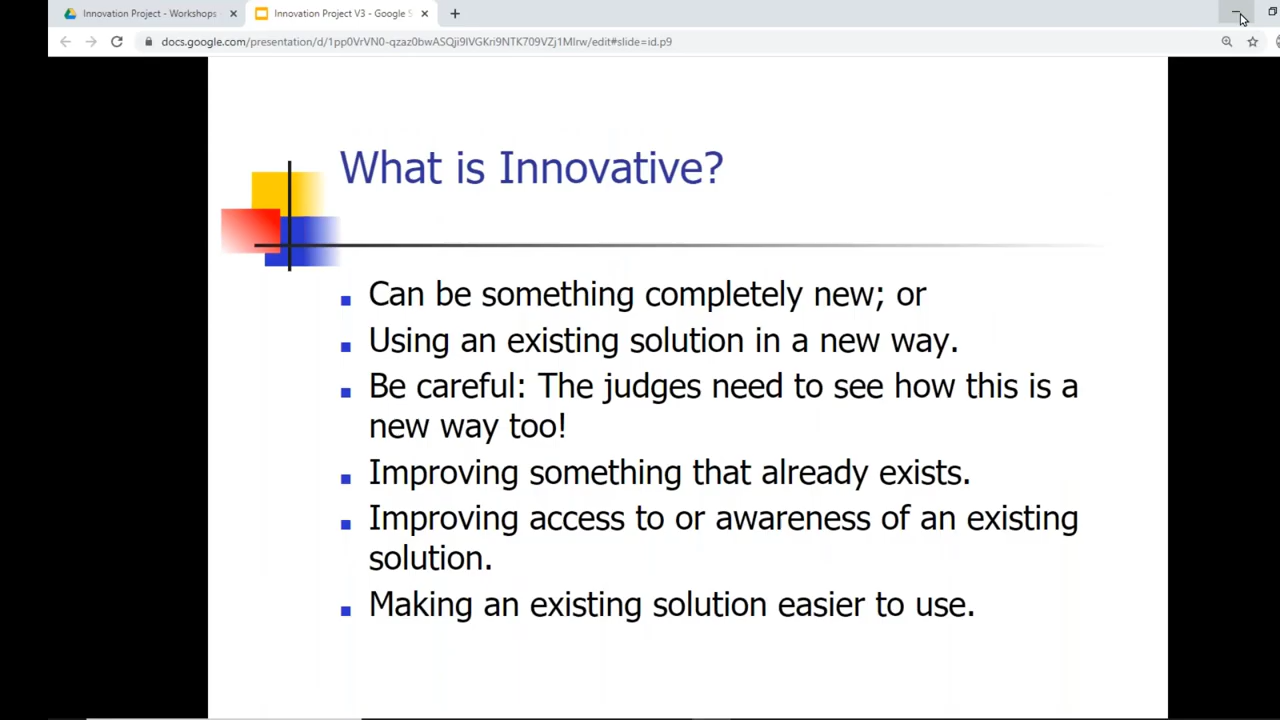 Innovation Project - Workshops
Innovation Project V3 - Google S
docs.google.com/presentation/d/1pp0VrVN0-qzaz0bwASQji9IVGKri9NTK709VZj1MIrw/edit#slide=id.p9
What is Innovative?
Can be something completely new; or
Using an existing solution in a new way.
Be careful: The judges need to see how this is a
new way too!
Improving something that already exists.
Improving access to or awareness of an existing
solution.
Making an existing solution easier to use.